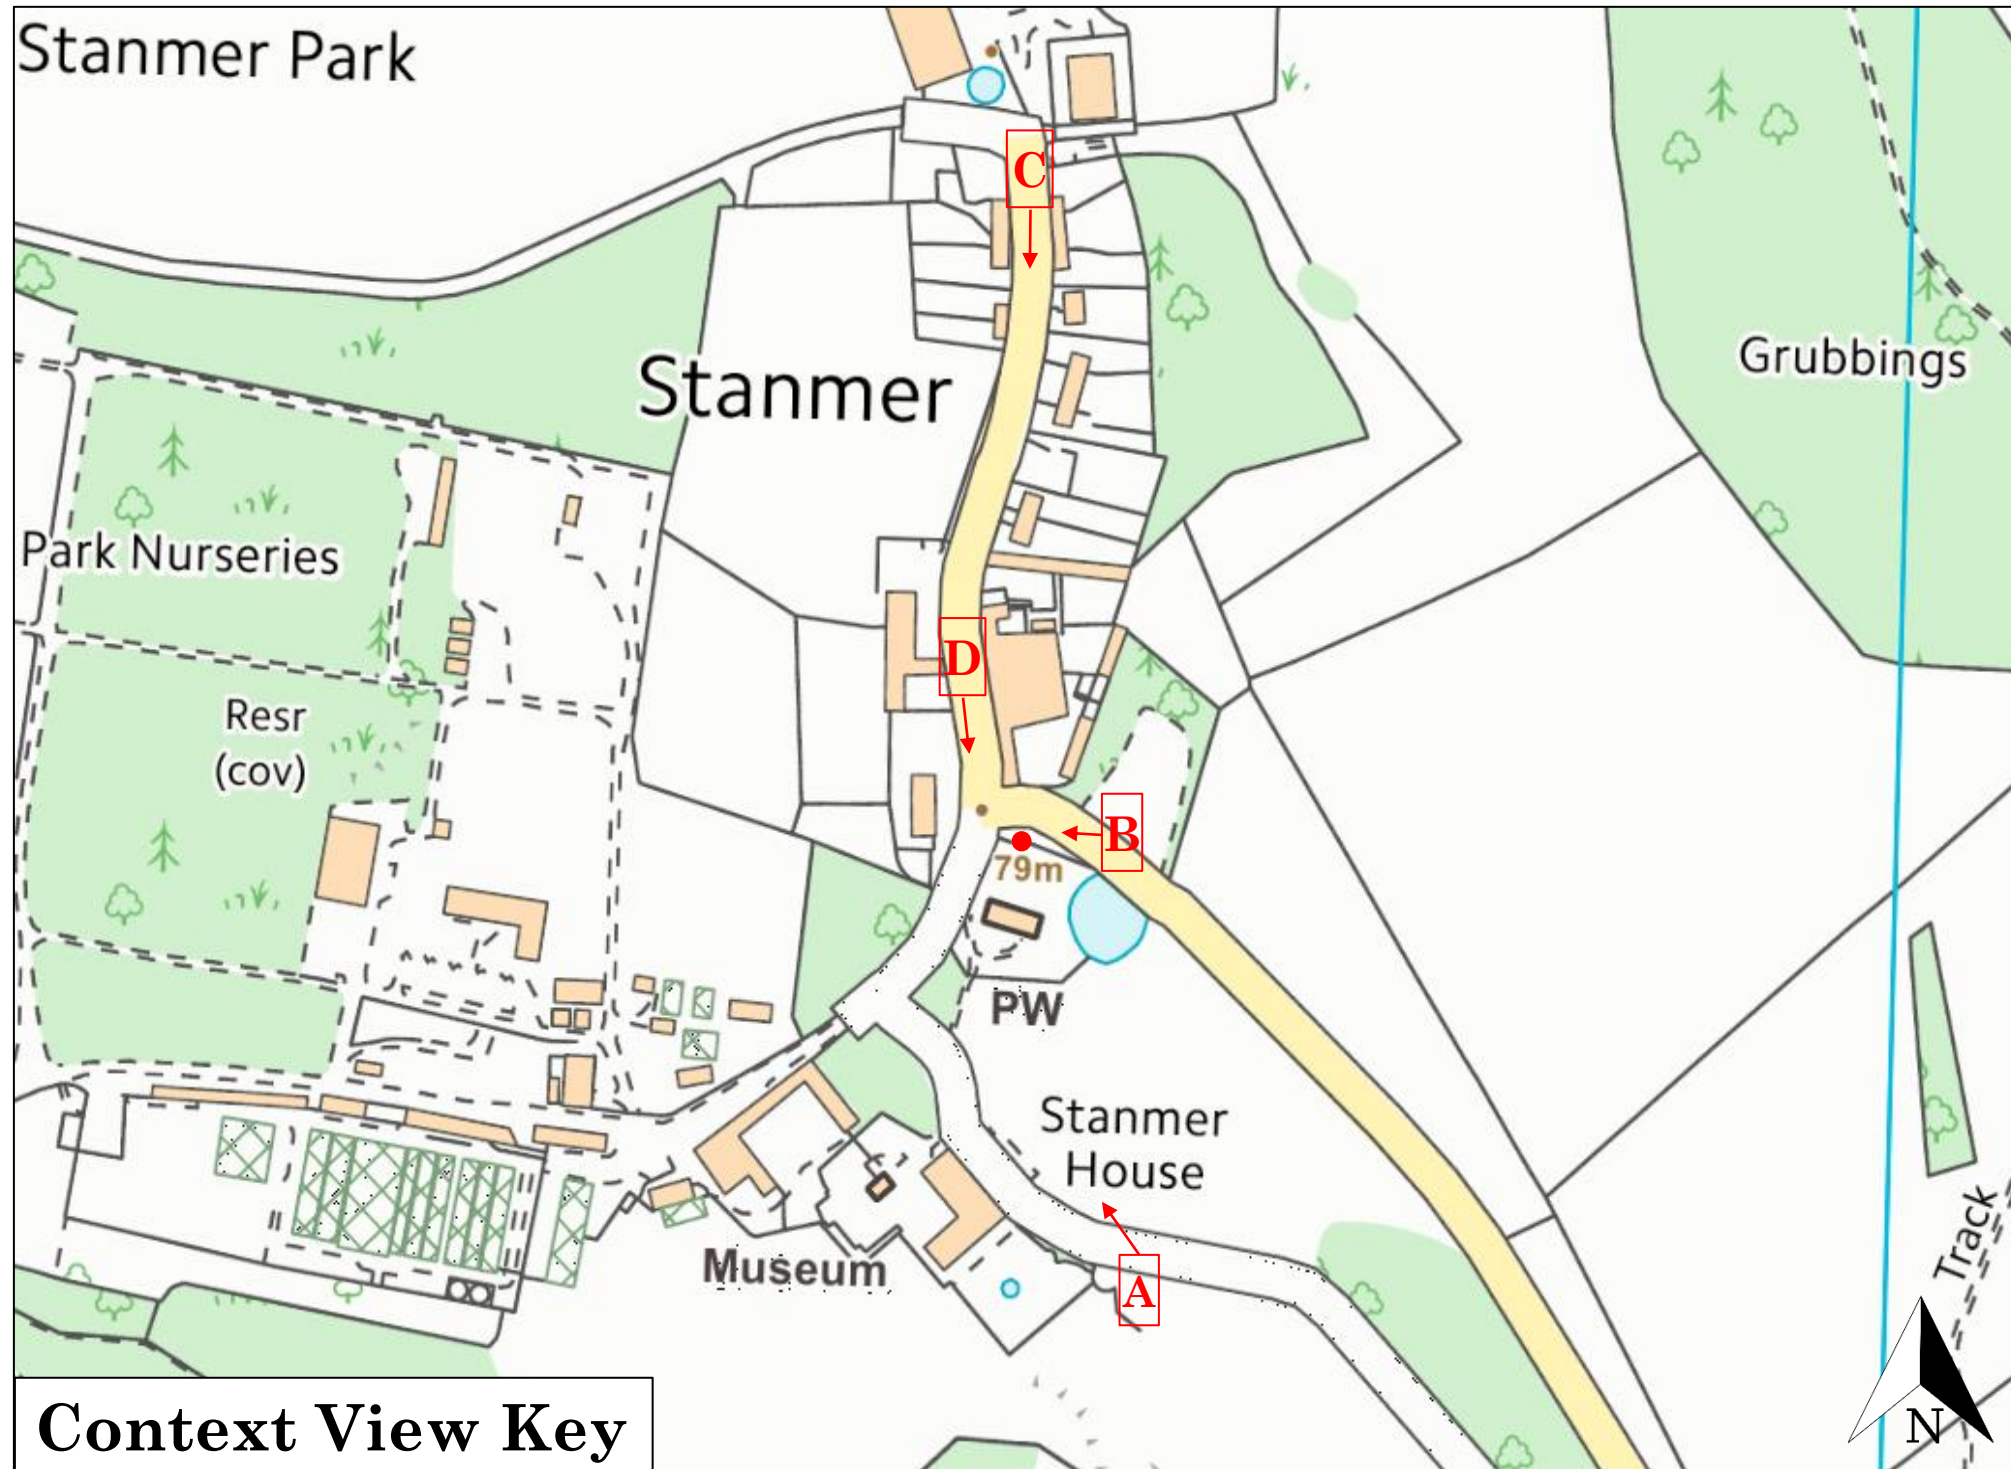 Stanmer Park
C
Grubbings
Stanmer
Park Nurseries
D
Resr
(cov)
B
79m
PW
Stanmer
House
Track
Museum
A
Context View Key
N